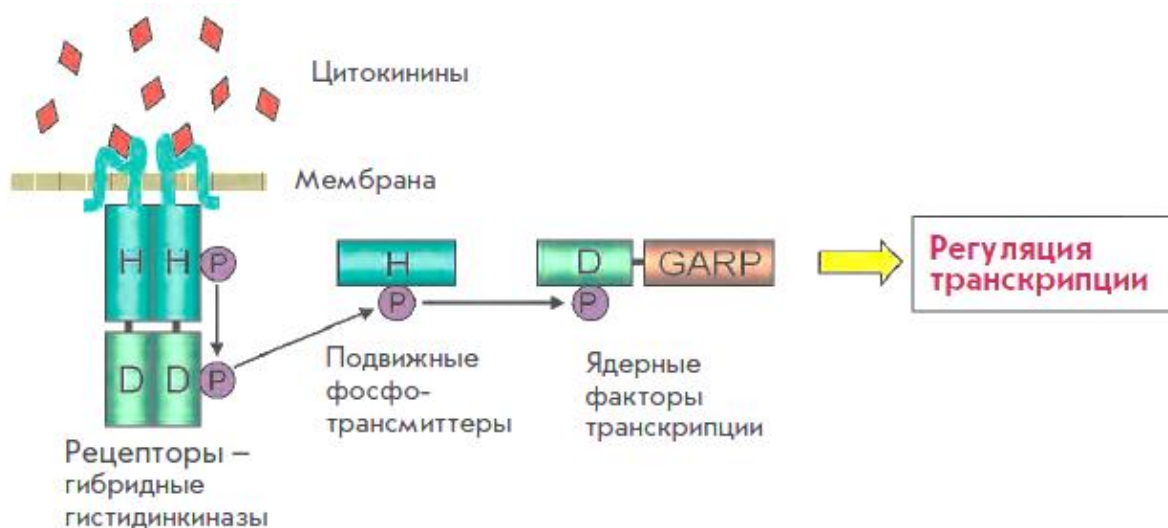 Цитокинины
Мембрана
H H P
H
P
D GARP
P
Регуляция
транскрипции
D D P
Подвижные
фосфо-
трансмиттеры
Ядерные
факторы
транскрипции
Рецепторы –
гибридные
гистидинкиназы